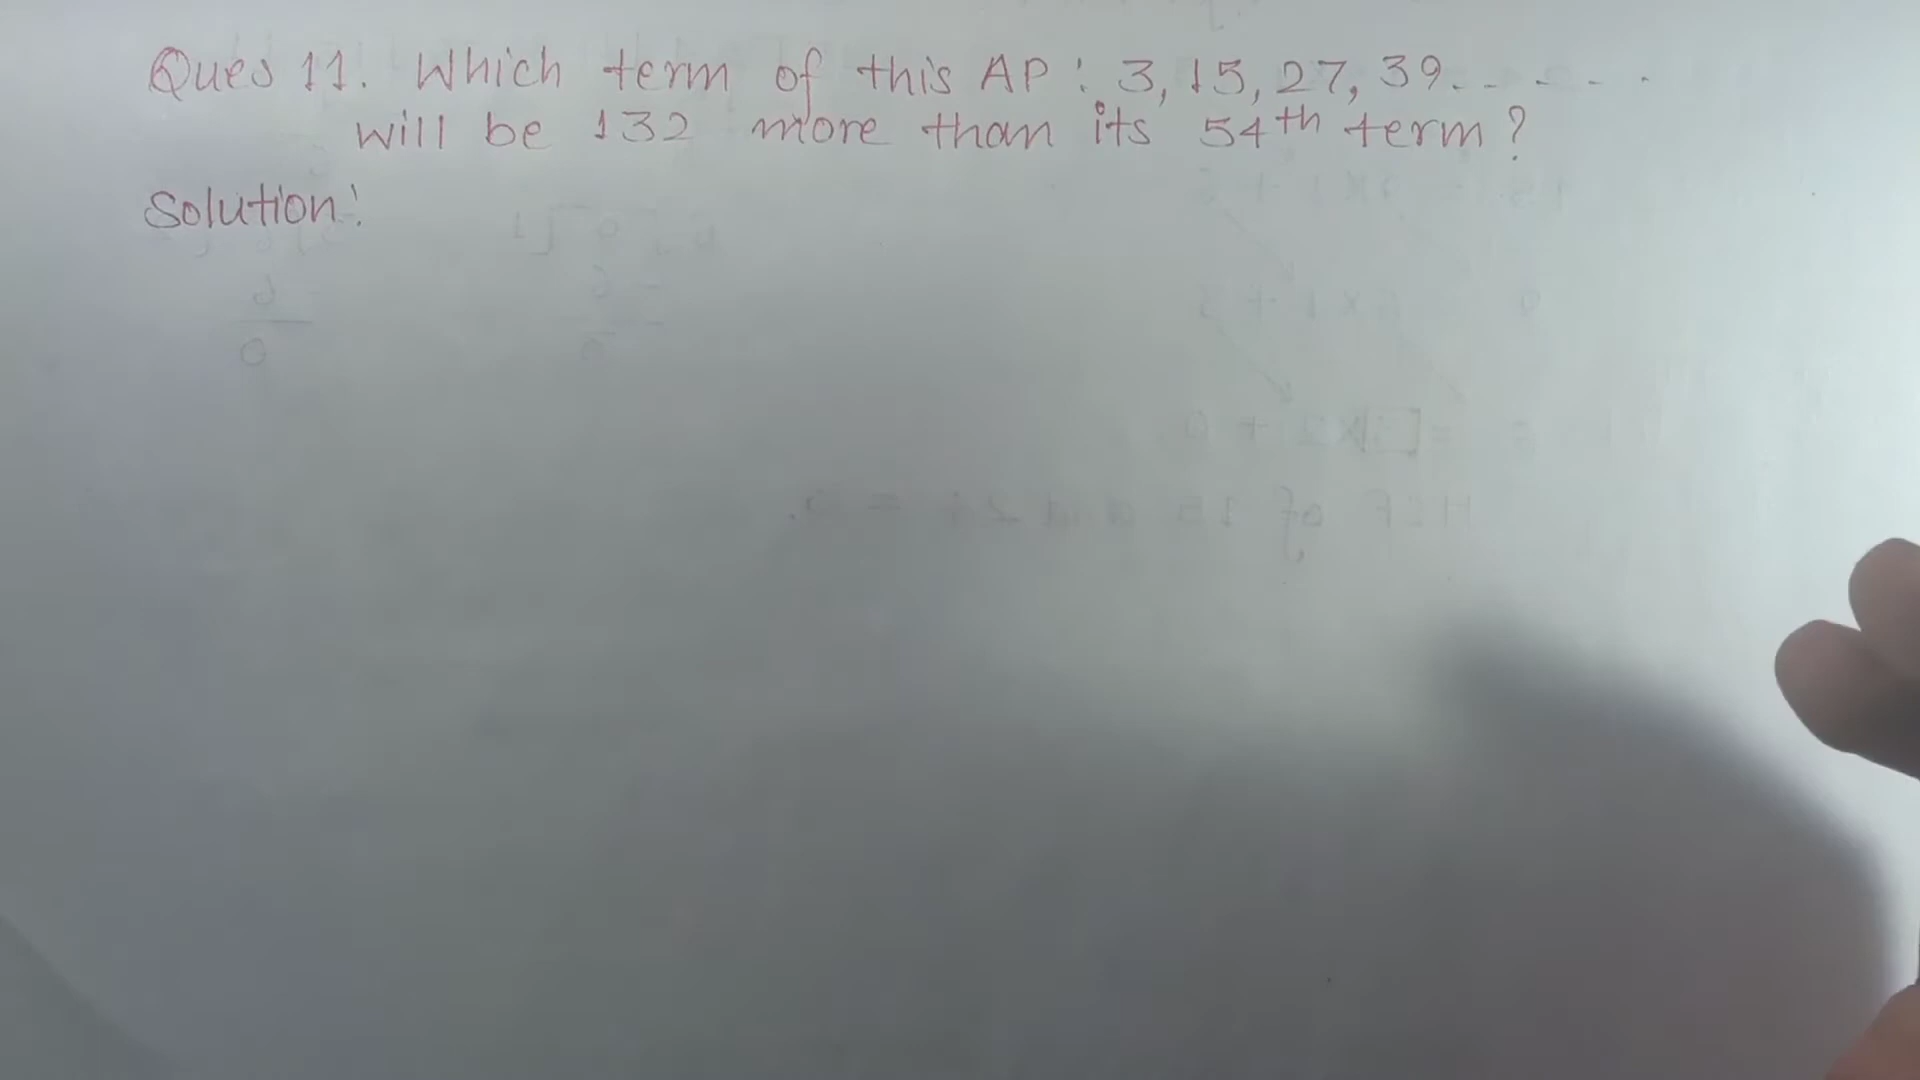 Ques 11. Which term of this AP : 3, 15, 27, 39. . . . . .
will be 132 more than its 54th term ?
Solution: